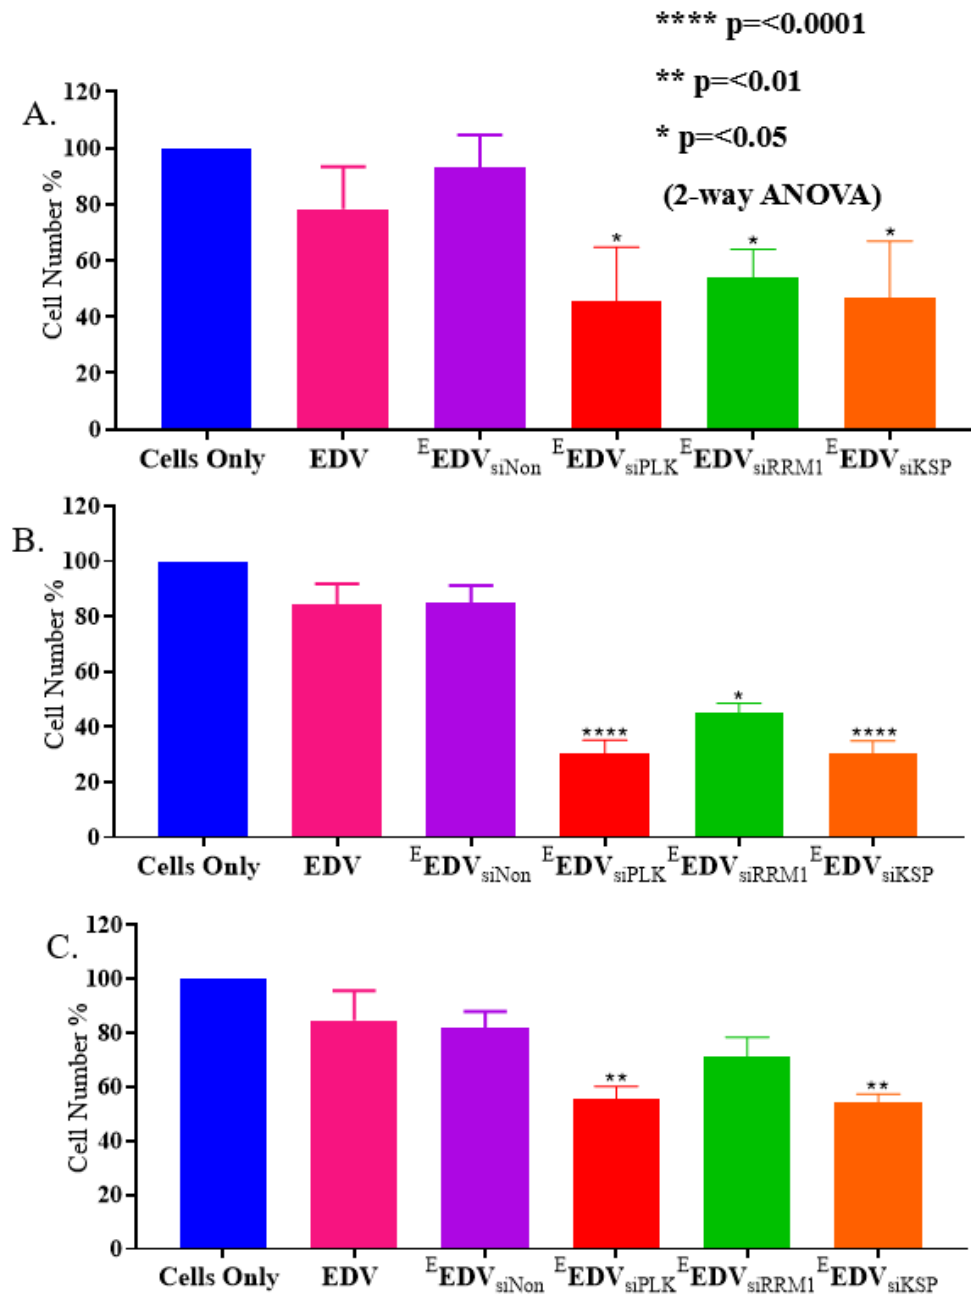 **** p=<0.0001
** p=<0.01
* p=<0.05
(2-way ANOVA)
A.
Cell Number %
120
100
80
60
40
20
0
* * *
Cells Only EDV EEDVsiNon EEDVsiPLK EEDVsiRRM1 EEDVsiKSP
B.
Cell Number %
120
100
80
60
40
20
0
**** * ****
Cells Only EDV EEDVsiNon EEDVsiPLK EEDVsiRRM1 EEDVsiKSP
C.
Cell Number %
120
100
80
60
40
20
0
** **
Cells Only EDV EEDVsiNon EEDVsiPLK EEDVsiRRM1 EEDVsiKSP